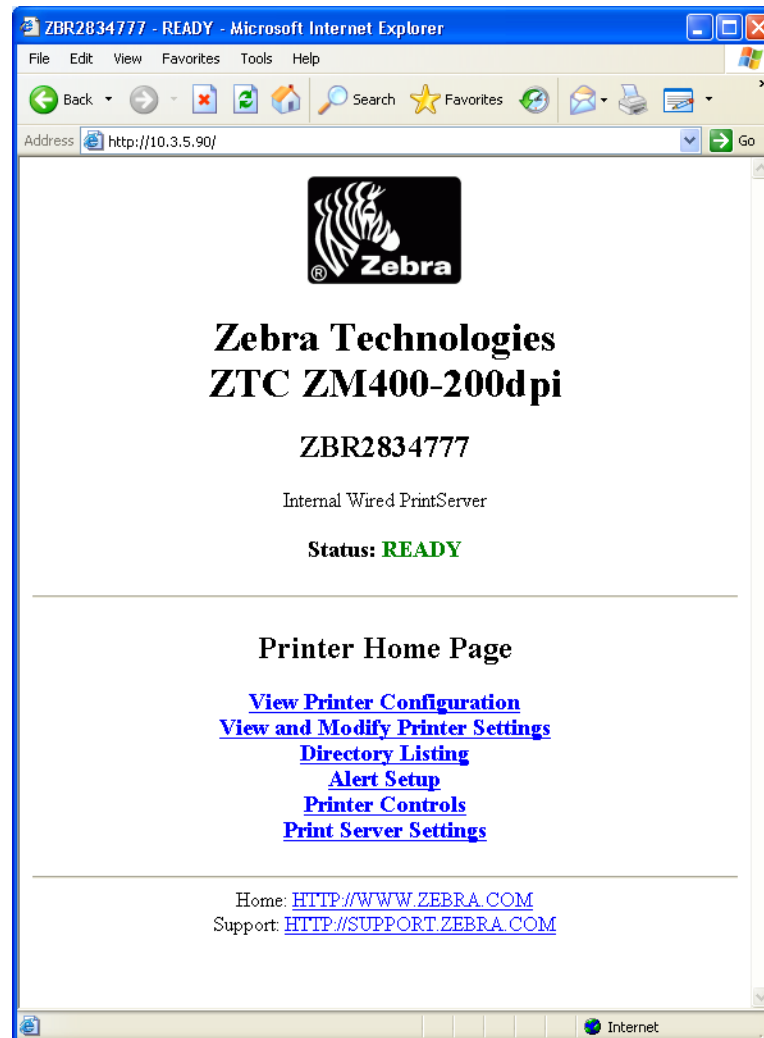 ZBR2834777 - READY - Microsoft Internet Explorer
File Edit View Favorites Tools Help
Back Search Favorites
Address http://10.3.5.90/ Go
Zebra
®
Zebra Technologies
ZTC ZM400-200dpi
ZBR2834777
Internal Wired PrintServer
Status: READY
Printer Home Page
View Printer Configuration
View and Modify Printer Settings
Directory Listing
Alert Setup
Printer Controls
Print Server Settings
Home: HTTP://WWW.ZEBRA.COM
Support: HTTP://SUPPORT.ZEBRA.COM
Internet